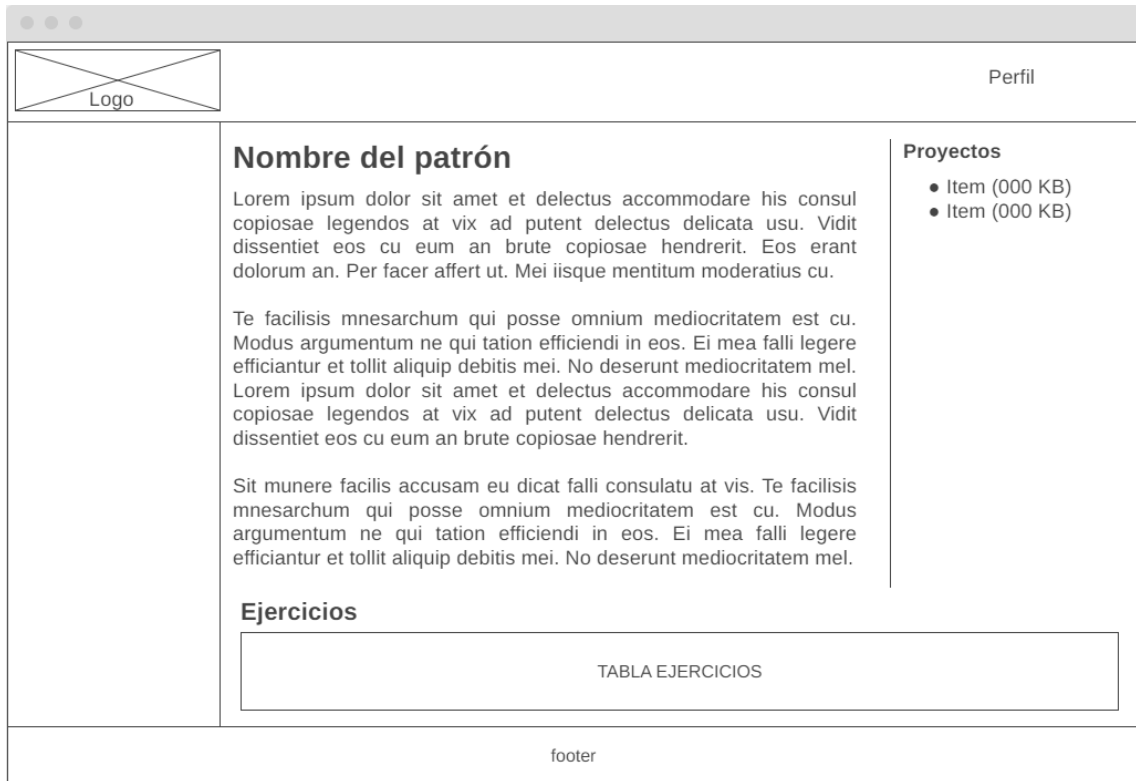 Logo
Perfil
Nombre del patrón
Lorem ipsum dolor sit amet et delectus accommodare his consul
copiosae legendos at vix ad putent delectus delicata usu. Vidit
dissentiet eos cu eum an brute copiosae hendrerit. Eos erant
dolorum an. Per facer affert ut. Mei iisque mentitum moderatius cu.
Te facilisis mnesarchum qui posse omnium mediocritatem est cu.
Modus argumentum ne qui tation efficiendi in eos. Ei mea falli legere
efficiantur et tollit aliquip debitis mei. No deserunt mediocritatem mel.
Lorem ipsum dolor sit amet et delectus accommodare his consul
copiosae legendos at vix ad putent delectus delicata usu. Vidit
dissentiet eos cu eum an brute copiosae hendrerit.
Sit munere facilis accusam eu dicat falli consulatu at vis. Te facilisis
mnesarchum qui posse omnium mediocritatem est cu. Modus
argumentum ne qui tation efficiendi in eos. Ei mea falli legere
efficiantur et tollit aliquip debitis mei. No deserunt mediocritatem mel.
Proyectos
● Item (000 KB)
● Item (000 KB)
Ejercicios
TABLA EJERCICIOS
footer